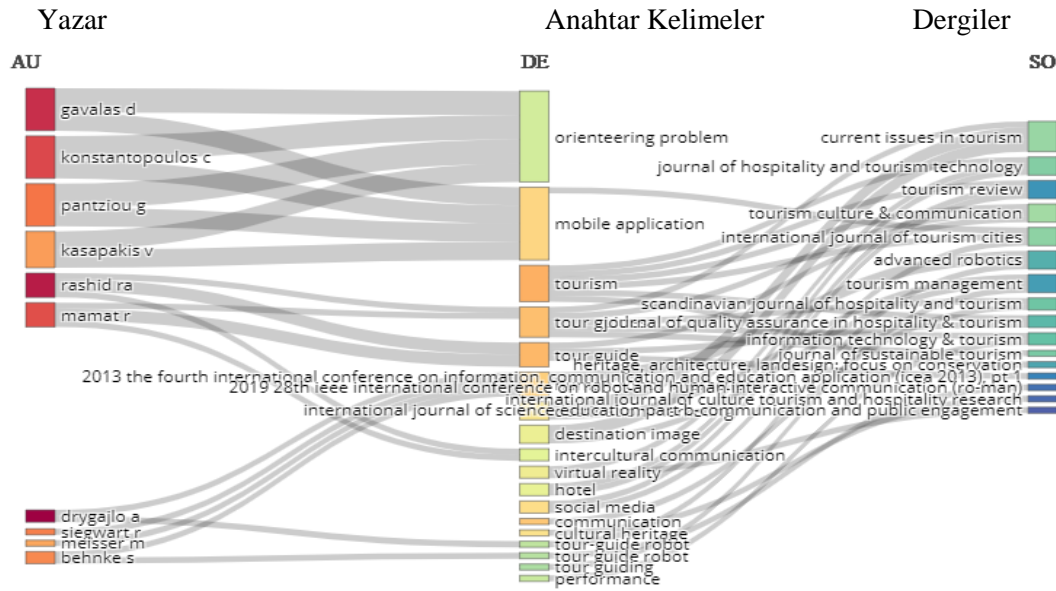 Yazar
Anahtar Kelimeler
Dergiler
AU
DE
SO
gavalas d
konstantopoulos c
pantziou g
kasapakis v
rashid ra
mamat r
drygajlo a
siegwart r
meisser m
behnke s
orienteering problem
mobile application
tourism
tour
tour guide
destination image
intercultural communication
virtual reality
hotel
social media
communication
cultural heritage
tour-guide robot
tour guide robot
tour guiding
performance
current issues in tourism
journal of hospitality and tourism technology
tourism review
tourism culture & communication
international journal of tourism cities
advanced robotics
tourism management
scandinavian journal of hospitality and tourism
journal of quality assurance in hospitality & tourism
information technology & tourism
journal of sustainable tourism
heritage, architecture, landesign: focus on conservation
2013 the fourth international conference on information, communication and education application (icea 2013), pt 1
2019 28th ieee international conference on robot and human interactive communication (ro-man)
international journal of culture tourism and hospitality research
international journal of science education part b-communication and public engagement